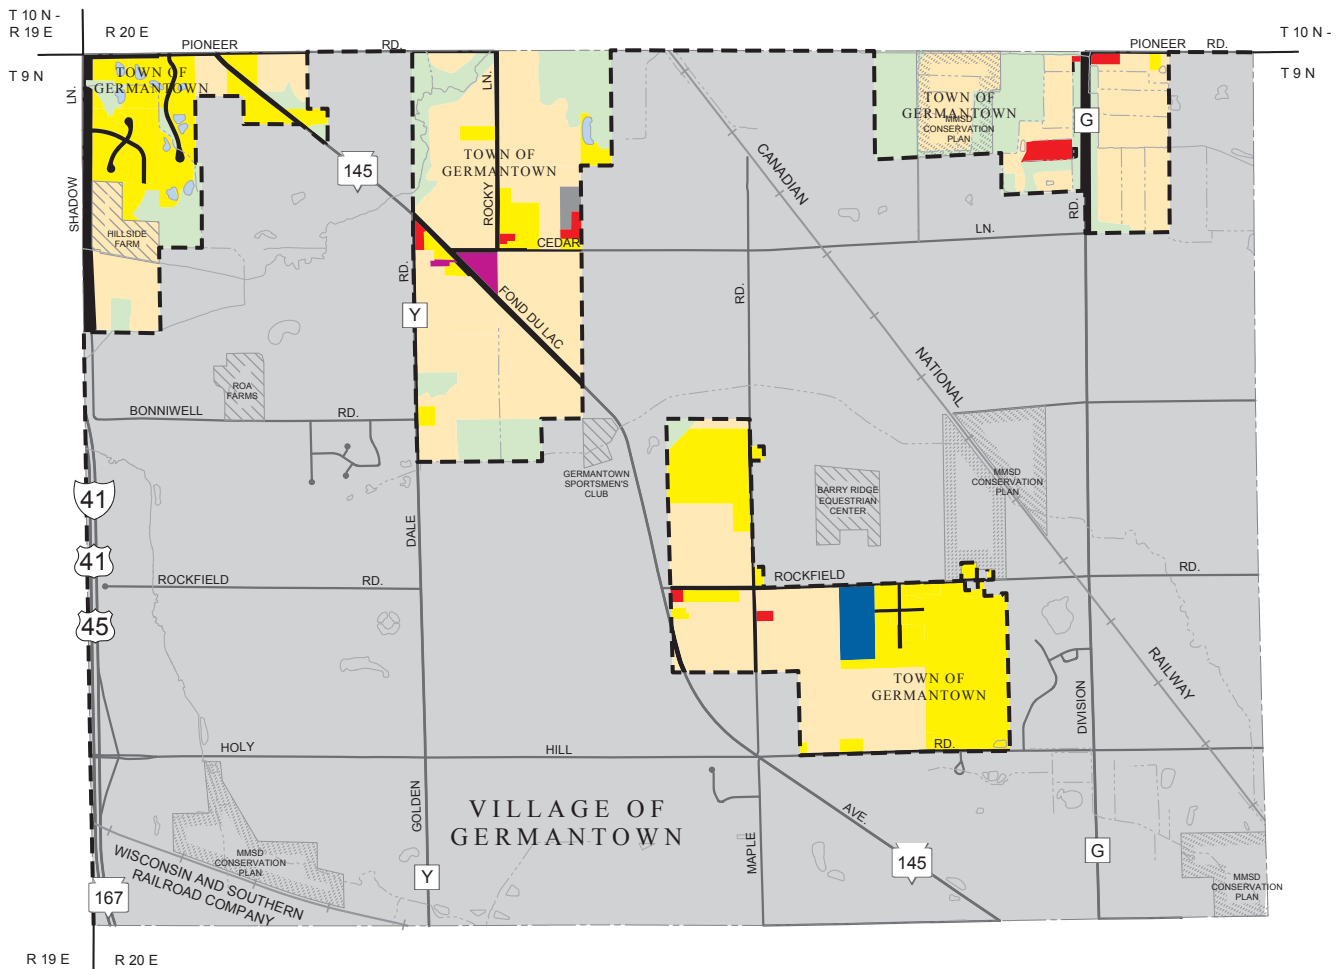 T 10 N -
R 19 E
R 20 E
PIONEER
RD.
PIONEER
RD.
T 10 N -
T 9 N
T 9 N
LN.
TOWN OF
GERMANTOWN
LN.
TOWN OF
GERMANTOWN
MMSD
CONSERVATION
PLAN
G
145
TOWN OF
GERMANTOWN
CANADIAN
SHADOW
HILLSIDE
FARM
ROCKY
CEDAR
LN.
RD.
RD.
Y
FOND DU LAC
RD.
NATIONAL
ROA
FARMS
BONNIWELL
RD.
GERMANTOWN
SPORTSMEN'S
CLUB
BARRY RIDGE
EQUESTRIAN
CENTER
MMSD
CONSERVATION
PLAN
41
41
45
DALE
ROCKFIELD
RD.
ROCKFIELD
RD.
TOWN OF
GERMANTOWN
RAILWAY
DIVISION
HOLY
HILL
RD.
GOLDEN
VILLAGE OF
GERMANTOWN
MAPLE
AVE.
145
G
Y
MMSD
CONSERVATION
PLAN
WISCONSIN AND SOUTHERN
RAILROAD COMPANY
167
MMSD
CONSERVATION
PLAN
R 19 E
R 20 E